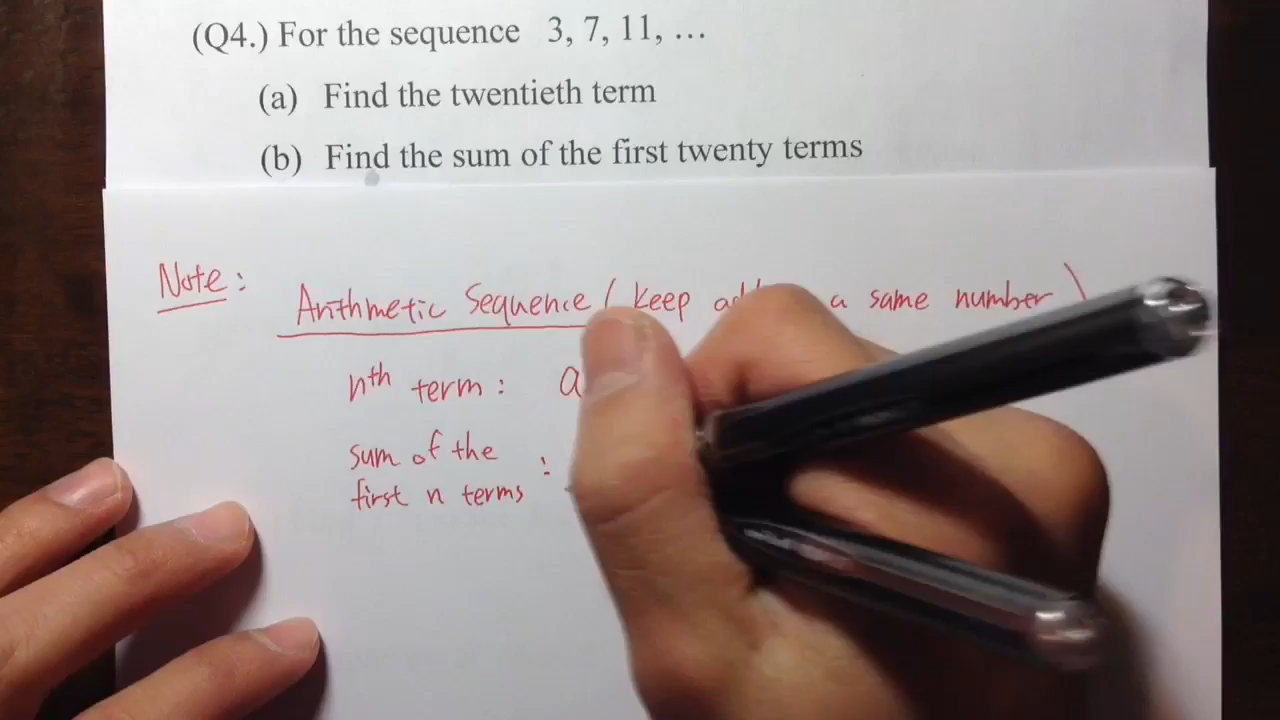 (Q4.) For the sequence 3, 7, 11, ...
(a) Find the twentieth term
(b) Find the sum of the first twenty terms
Note:
Arithmetic Sequence ( keep a same number )
nth term : a
sum of the
first n terms :